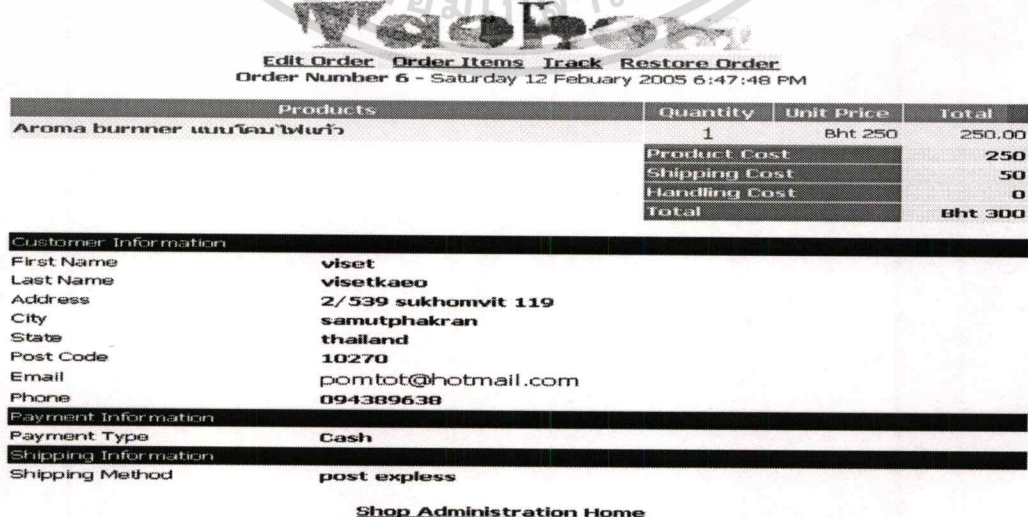 Edit Order Order Items Track Restore Order
Order Number 6 - Saturday 12 Febuary 2005 6:47:48 PM
Products Quantity Unit Price Total
Aroma burnner แบบโคมไฟแก้ว 1 Bht 250 250.00
Product Cost 250
Shipping Cost 50
Handling Cost 0
Total Bht 300
Customer Information
First Name viset
Last Name visetkaeo
Address 2/539 sukhomvit 119
City samutphakran
State thailand
Post Code 10270
Email pomtot@hotmail.com
Phone 094389638
Payment Information
Payment Type Cash
Shipping Information
Shipping Method post expless
Shop Administration Home